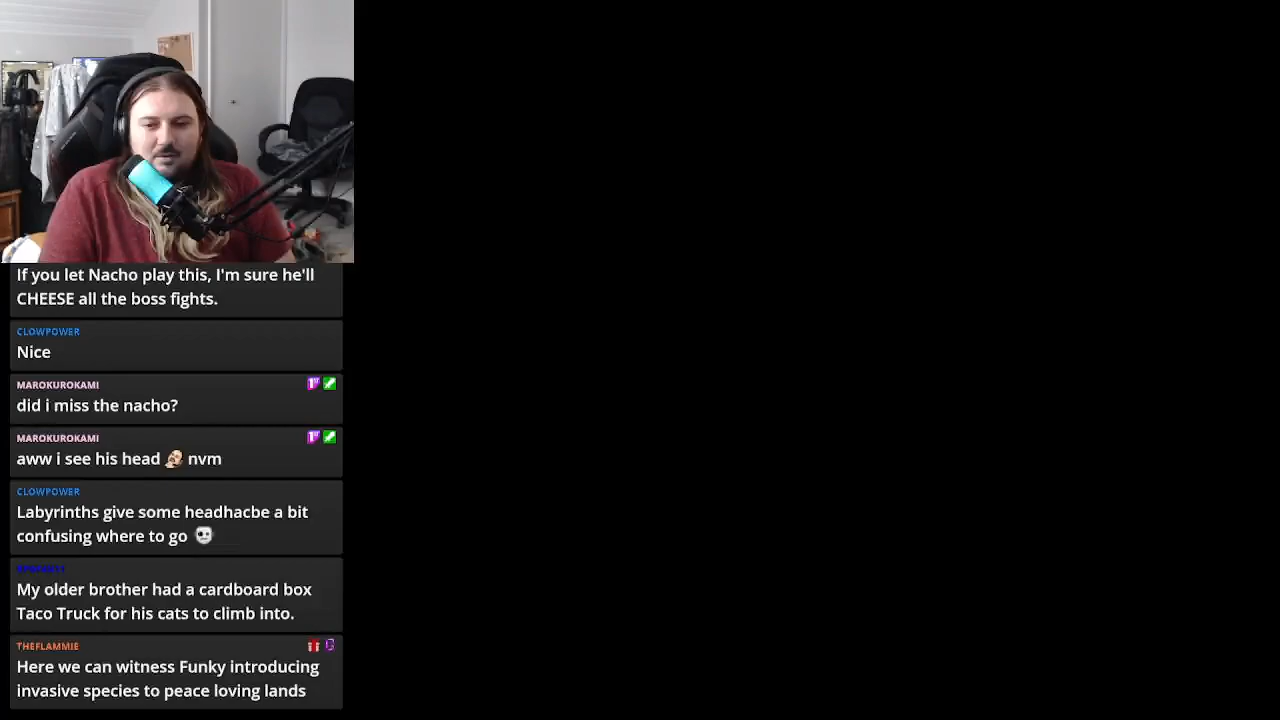 If you let Nacho play this, I'm sure he'll
CHEESE all the boss fights.
CLOWPOWER
Nice
MAROKUROKAMI
did i miss the nacho?
MAROKUROKAMI
aww i see his head nvm
CLOWPOWER
Labyrinths give some headhacbe a bit
confusing where to go
My older brother had a cardboard box
Taco Truck for his cats to climb into.
THEFLAMMIE
Here we can witness Funky introducing
invasive species to peace loving lands